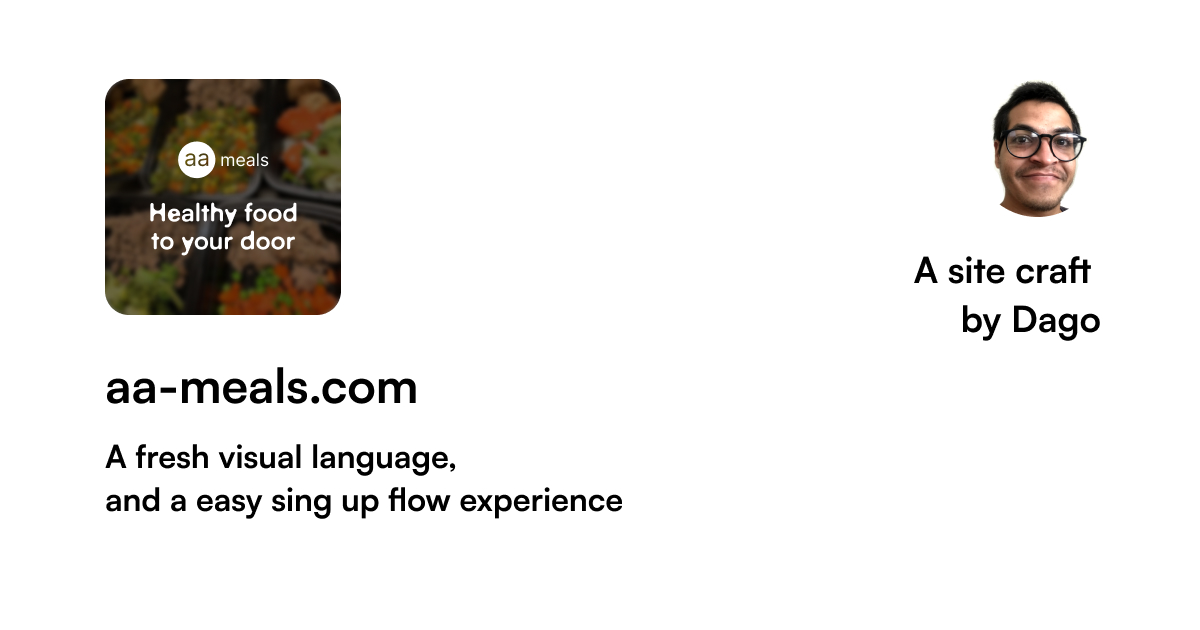 aa meals
Healthy food
to your door
A site craft
by Dago
aa-meals.com
A fresh visual language,
and a easy sing up flow experience